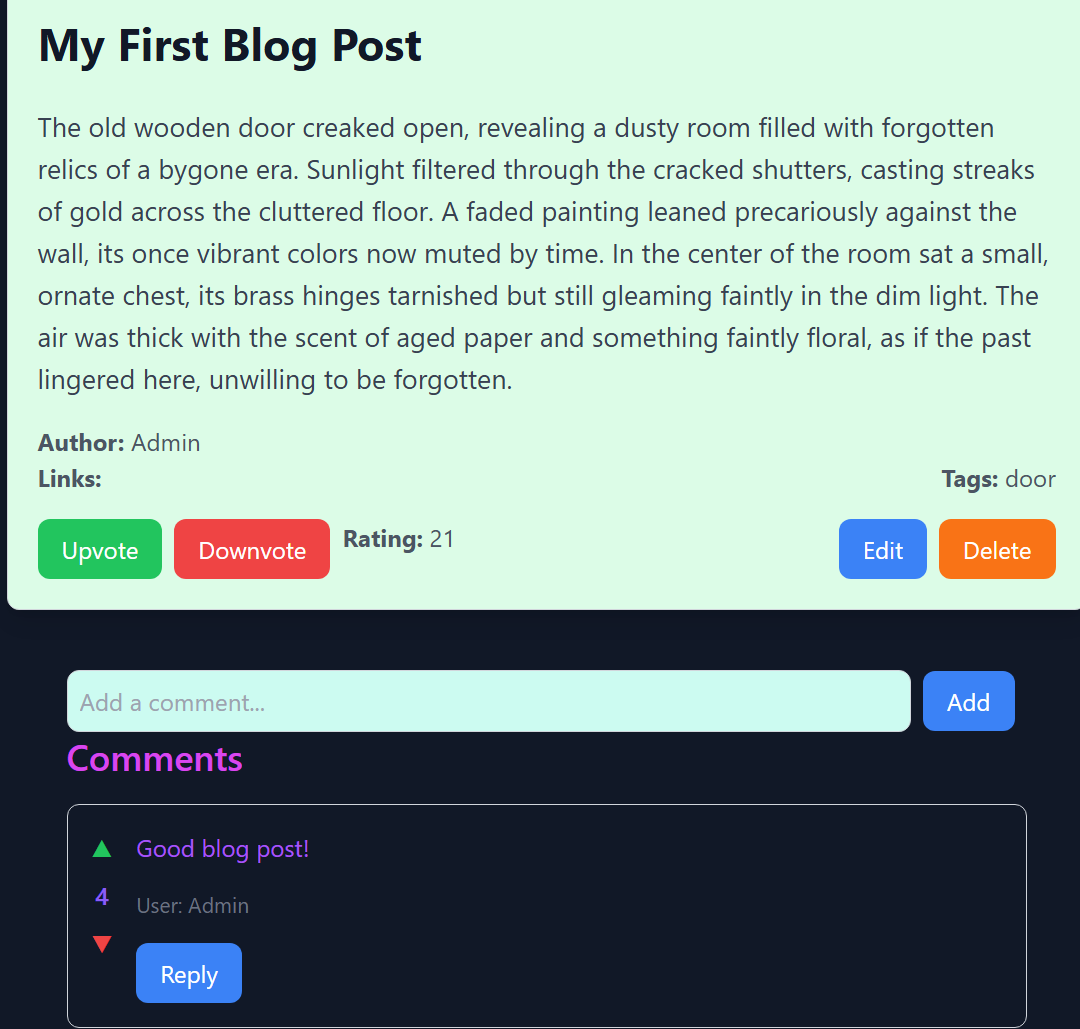 My First Blog Post
The old wooden door creaked open, revealing a dusty room filled with forgotten
relics of a bygone era. Sunlight filtered through the cracked shutters, casting streaks
of gold across the cluttered floor. A faded painting leaned precariously against the
wall, its once vibrant colors now muted by time. In the center of the room sat a small,
ornate chest, its brass hinges tarnished but still gleaming faintly in the dim light. The
air was thick with the scent of aged paper and something faintly floral, as if the past
lingered here, unwilling to be forgotten.
Author: Admin
Links: Tags: door
Upvote Downvote Rating: 21 Edit Delete
Add a comment... Add
Comments
▲ Good blog post!
4 User: Admin
▼ Reply